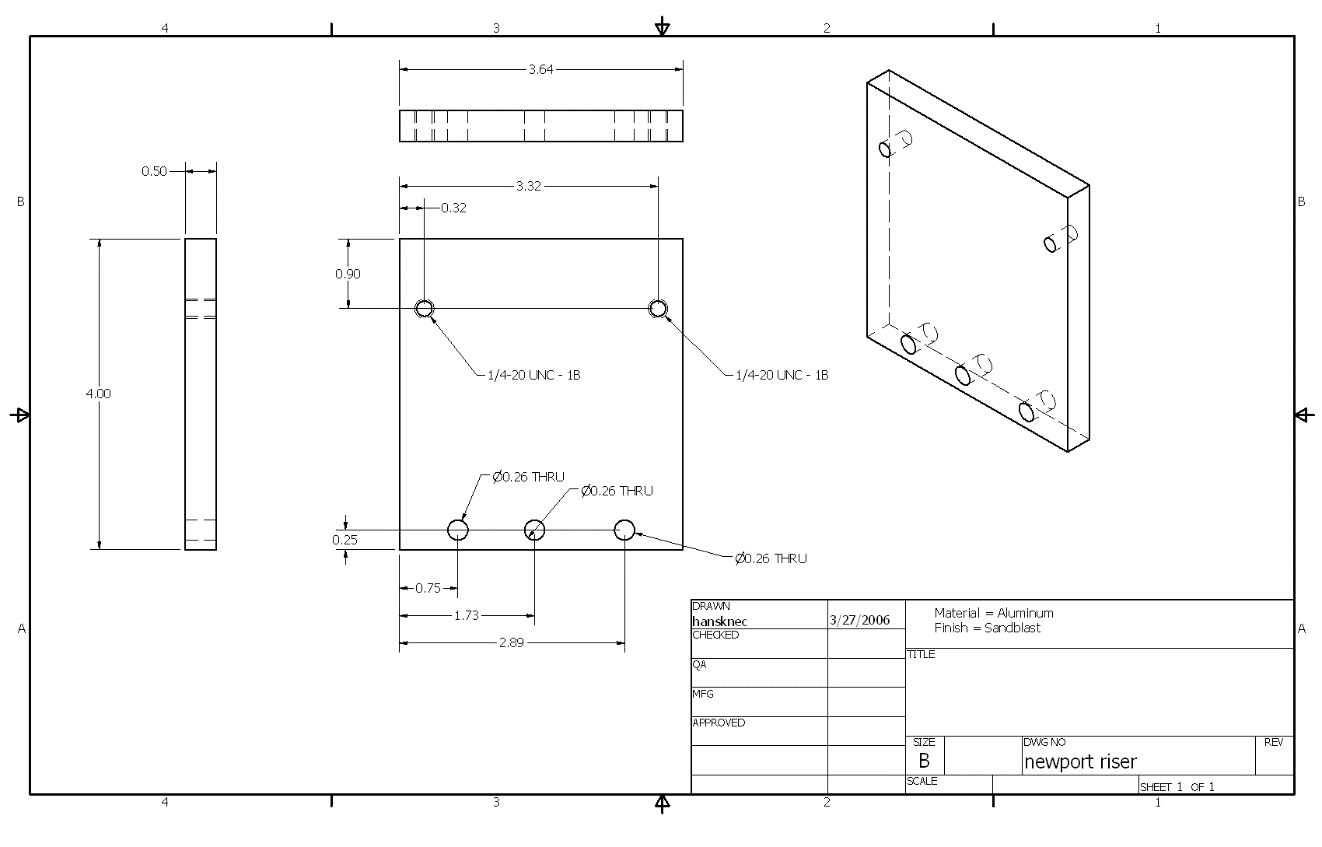 4 3 2 1
3.64
0.50
3.32
B B
0.32
0.90
1/4-20 UNC - 1B 1/4-20 UNC - 1B
4.00
Ø0.26 THRU
Ø0.26 THRU
0.25
Ø0.26 THRU
0.75
1.73
2.89
A A
DRAWN
hansknec 3/27/2006
CHECKED
QA
MFG
APPROVED
Material = Aluminum
Finish = Sandblast
TITLE
SIZE
B
DWG NO
newport riser
REV
SCALE
SHEET 1 OF 1
4 3 2 1